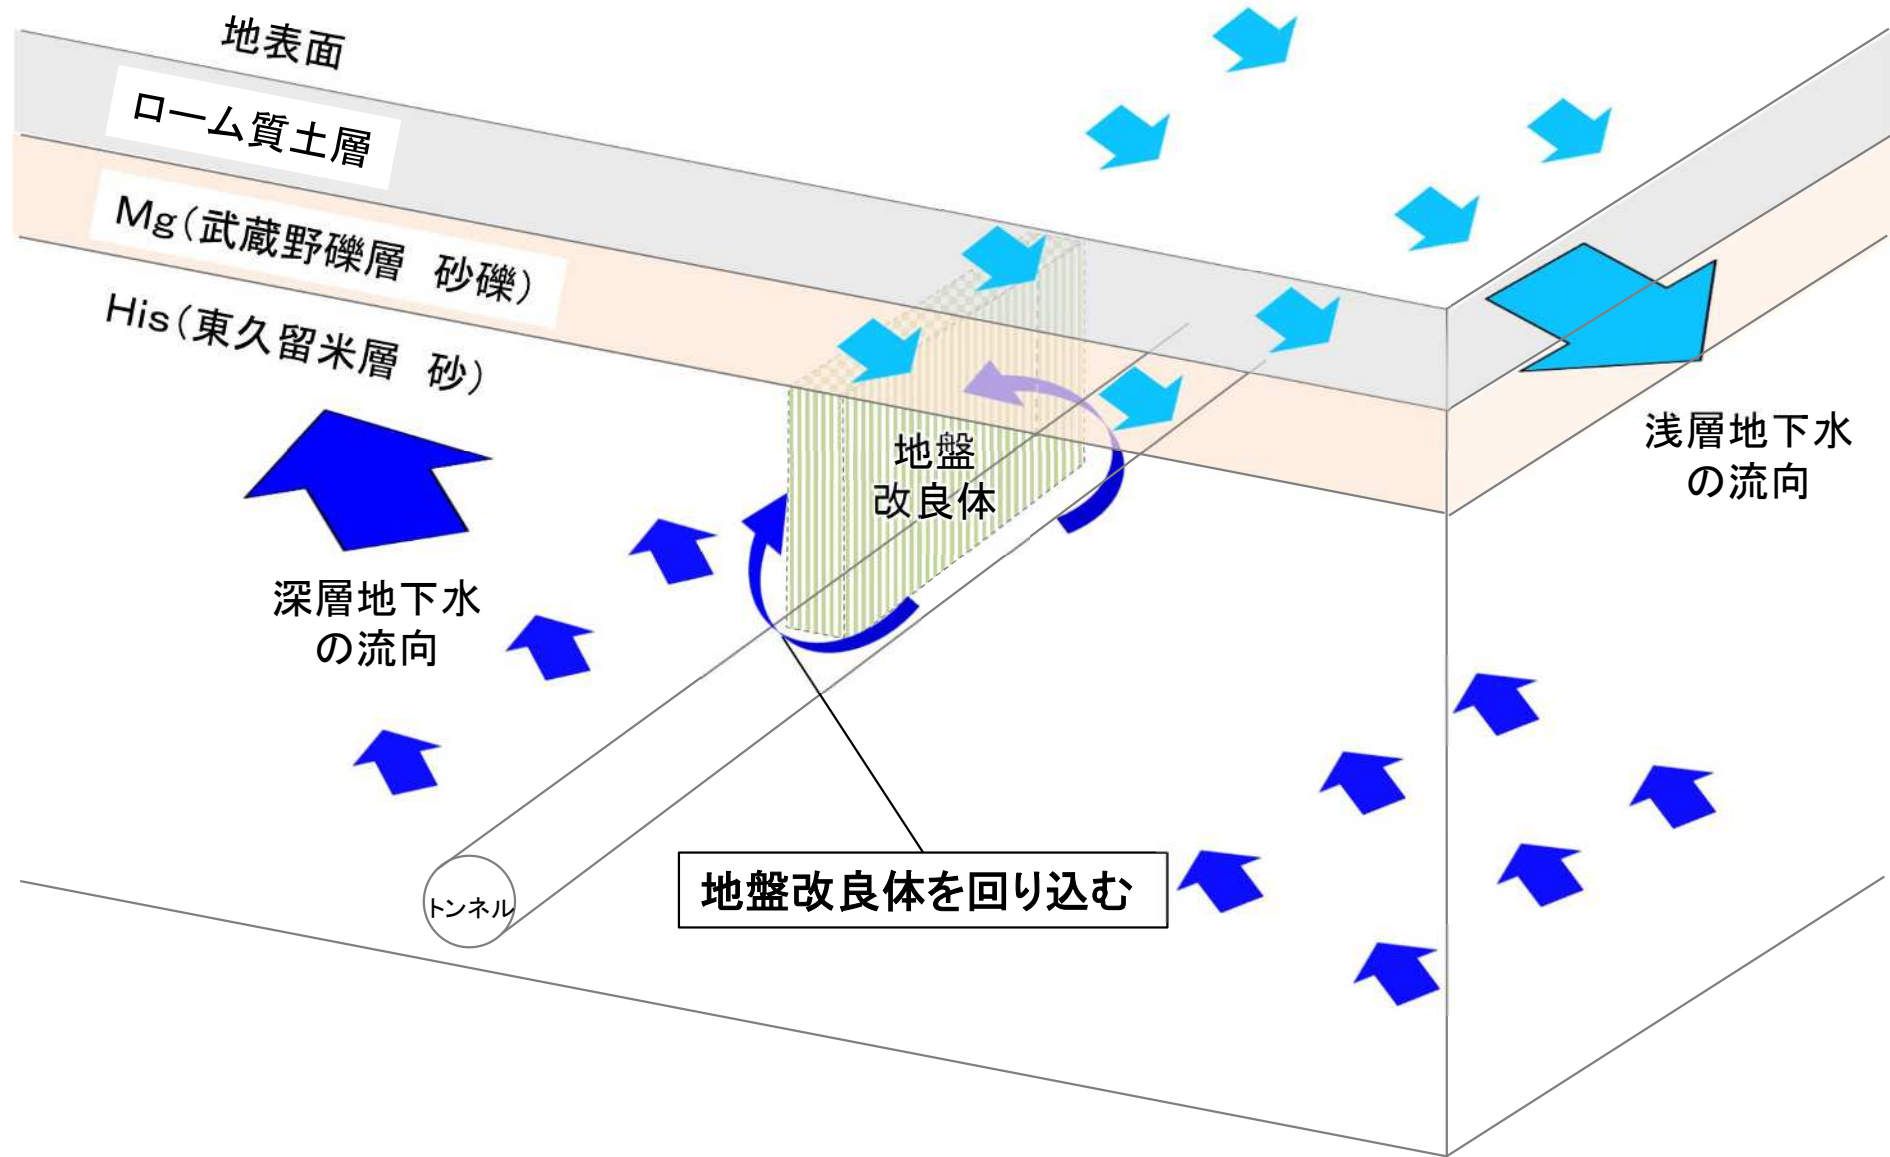 地表面
ローム質土層
Mg(武蔵野礫層 砂礫)
His(東久留米層 砂)
地盤
改良体
浅層地下水
の流向
深層地下水
の流向
地盤改良体を回り込む
トンネル